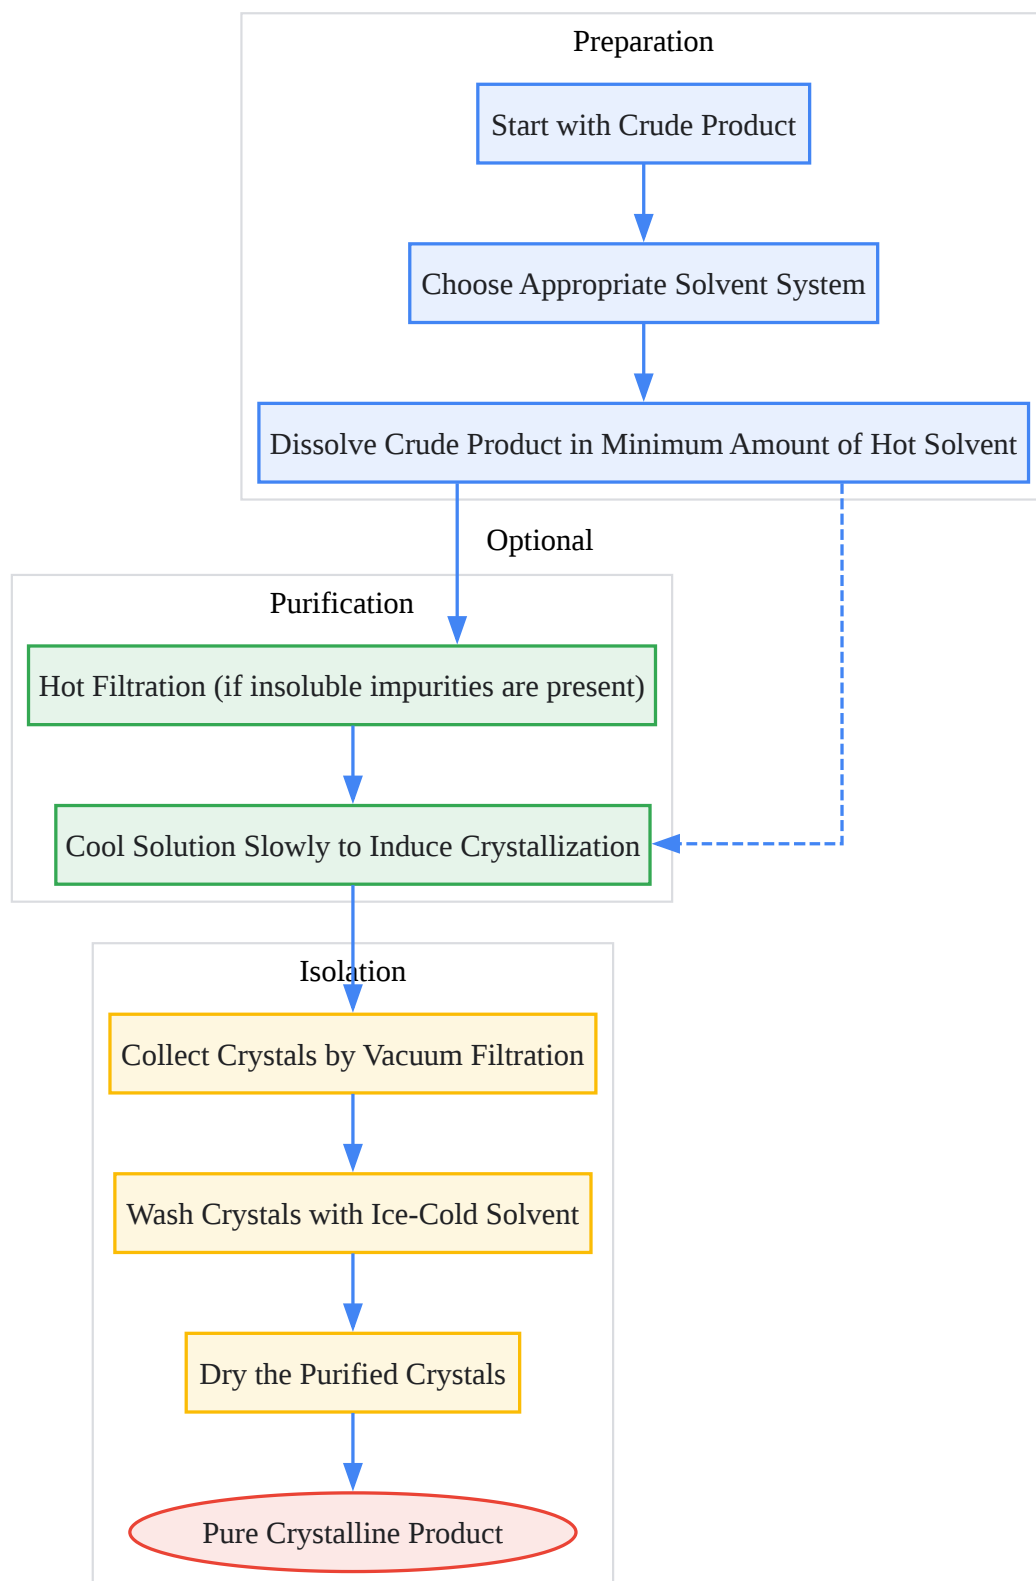 Preparation
Start with Crude Product
Choose Appropriate Solvent System
Dissolve Crude Product in Minimum Amount of Hot Solvent
Optional
Purification
Hot Filtration (if insoluble impurities are present)
Cool Solution Slowly to Induce Crystallization
Isolation
Collect Crystals by Vacuum Filtration
Wash Crystals with Ice-Cold Solvent
Dry the Purified Crystals
Pure Crystalline Product